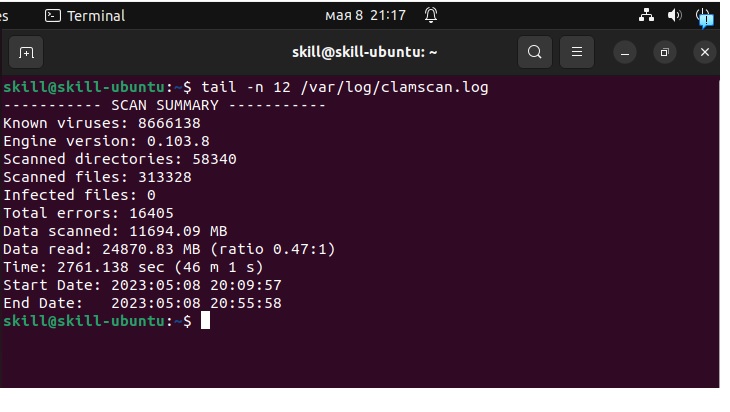 es Terminal мая 8 21:17
skill@skill-ubuntu: ~
skill@skill-ubuntu:~$ tail -n 12 /var/log/clamscan.log
----------- SCAN SUMMARY -----------
Known viruses: 8666138
Engine version: 0.103.8
Scanned directories: 58340
Scanned files: 313328
Infected files: 0
Total errors: 16405
Data scanned: 11694.09 MB
Data read: 24870.83 MB (ratio 0.47:1)
Time: 2761.138 sec (46 m 1 s)
Start Date: 2023:05:08 20:09:57
End Date:   2023:05:08 20:55:58
skill@skill-ubuntu:~$